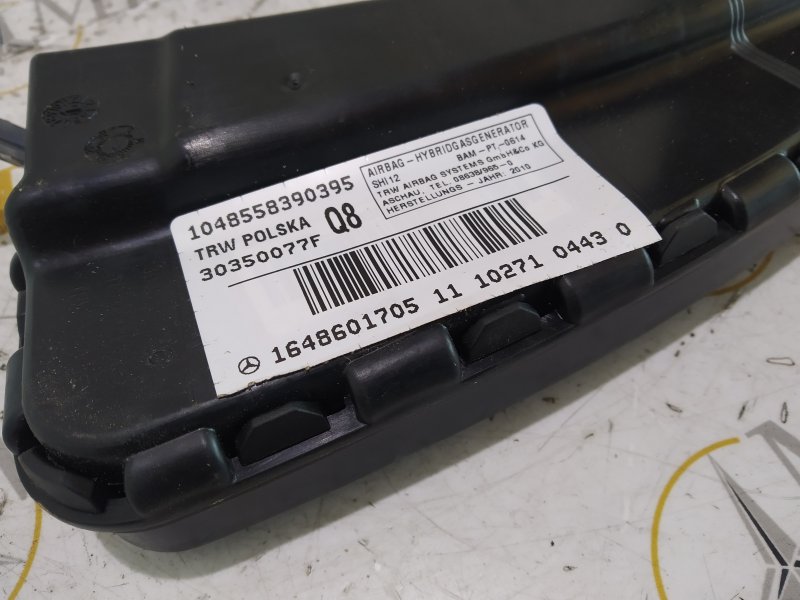 1048558390395
TRW POLSKA Q8
30350077F
AIRBAG-HYBRIDGASGENERATOR
SHI12 BAM-PT.-0614
TRW AIRBAG SYSTEMS GmbH&Co KG
ASCHAU, TEL. 08638/965-0
HERSTELLUNGS - JAHR. 2010
1648601705 11 10271 0443 0